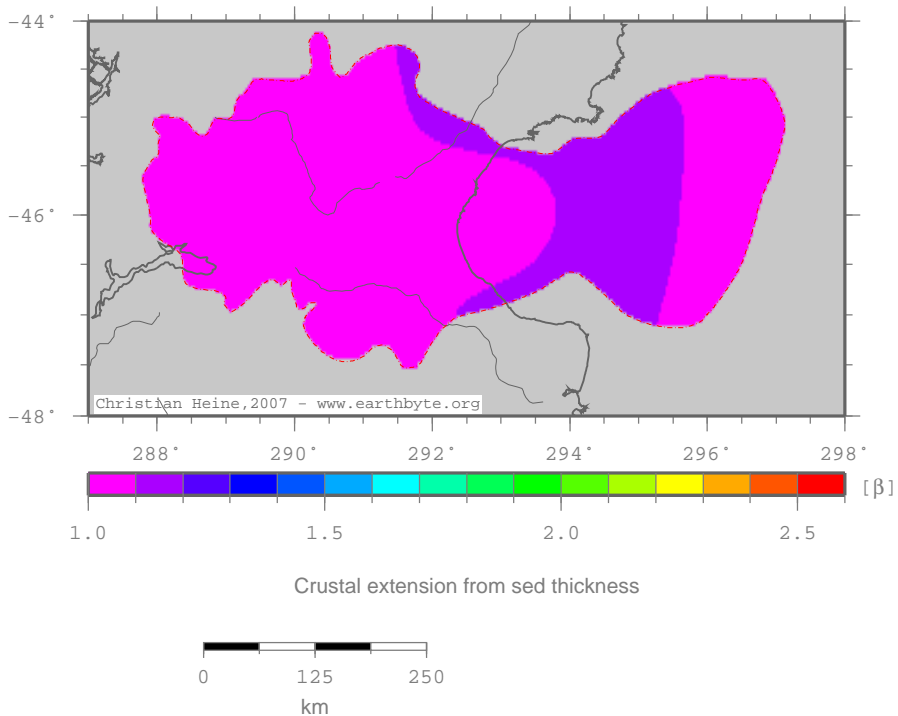 -44°
-46°
-48°
Christian Heine,2007 - www.earthbyte.org
288° 290° 292° 294° 296° 298°
[β]
1.0 1.5 2.0 2.5
Crustal extension from sed thickness
0 125 250
km